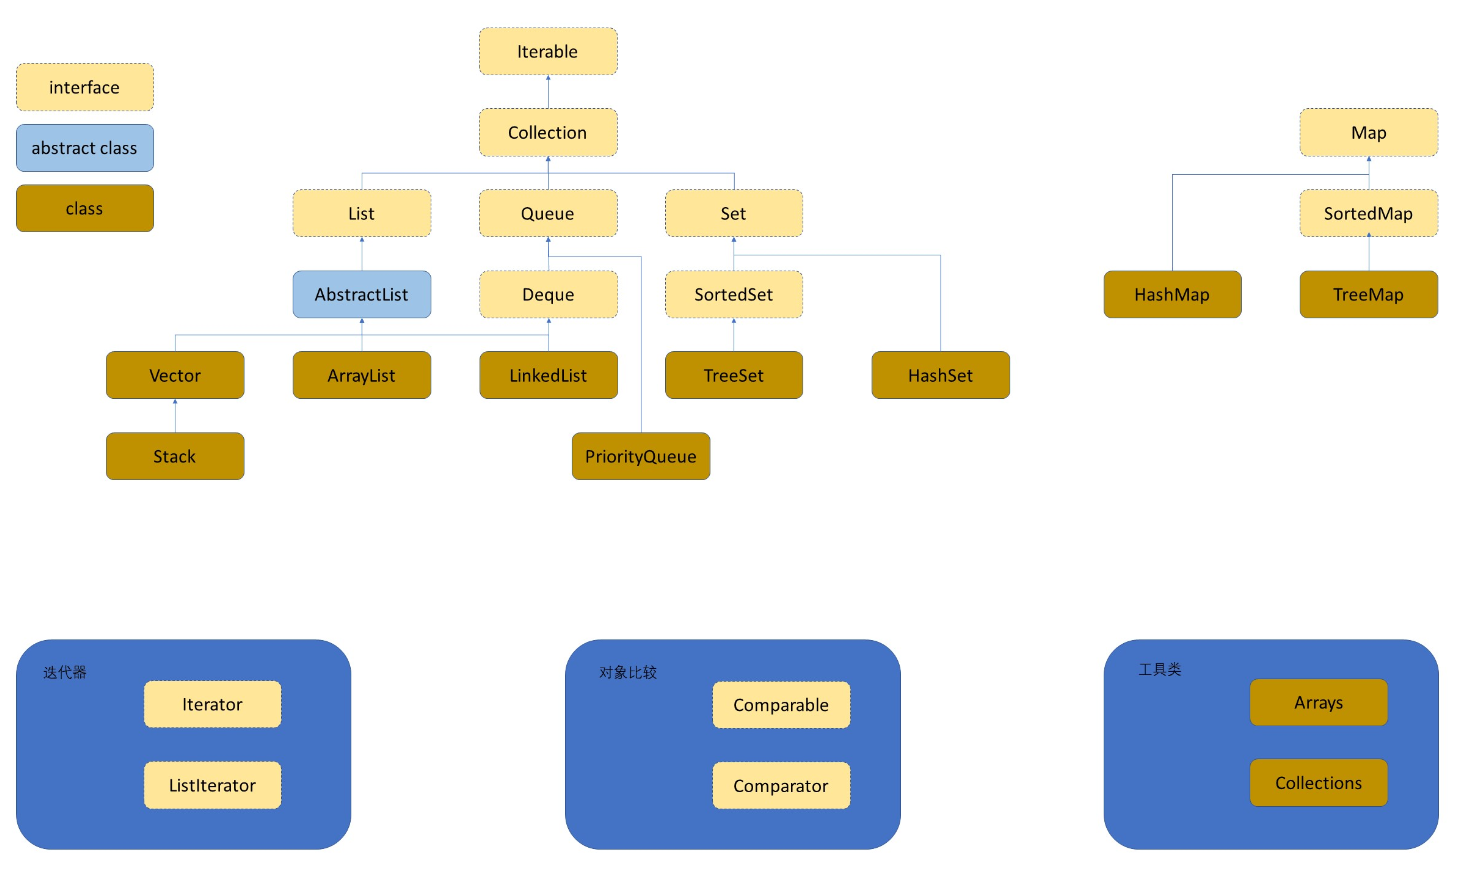 Iterable
interface
Collection
Map
abstract class
class
List
Queue
Set
SortedMap
AbstractList
Deque
SortedSet
HashMap
TreeMap
Vector
ArrayList
LinkedList
TreeSet
HashSet
Stack
PriorityQueue
迭代器
Iterator
ListIterator
对象比较
Comparable
Comparator
工具类
Arrays
Collections